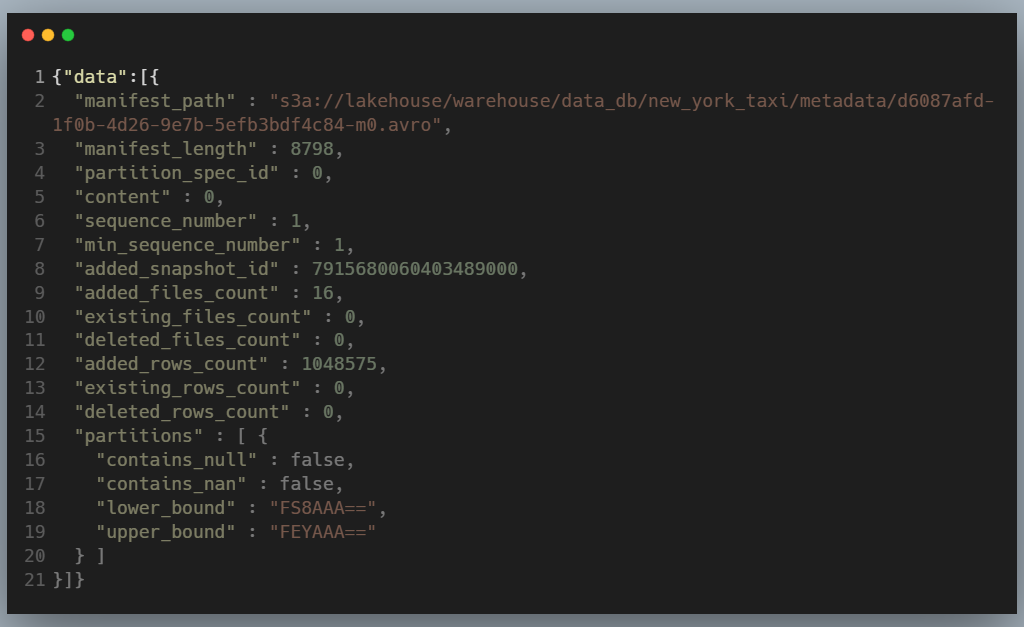 1 {"data":[{
2 "manifest_path" : "s3a://lakehouse/warehouse/data_db/new_york_taxi/metadata/d6087afd-
1f0b-4d26-9e7b-5efb3bdf4c84-m0.avro",
3 "manifest_length" : 8798,
4 "partition_spec_id" : 0,
5 "content" : 0,
6 "sequence_number" : 1,
7 "min_sequence_number" : 1,
8 "added_snapshot_id" : 7915680060403489000,
9 "added_files_count" : 16,
10 "existing_files_count" : 0,
11 "deleted_files_count" : 0,
12 "added_rows_count" : 1048575,
13 "existing_rows_count" : 0,
14 "deleted_rows_count" : 0,
15 "partitions" : [ {
16 "contains_null" : false,
17 "contains_nan" : false,
18 "lower_bound" : "FS8AAA==",
19 "upper_bound" : "FEYAAA=="
20 } ]
21 }]}